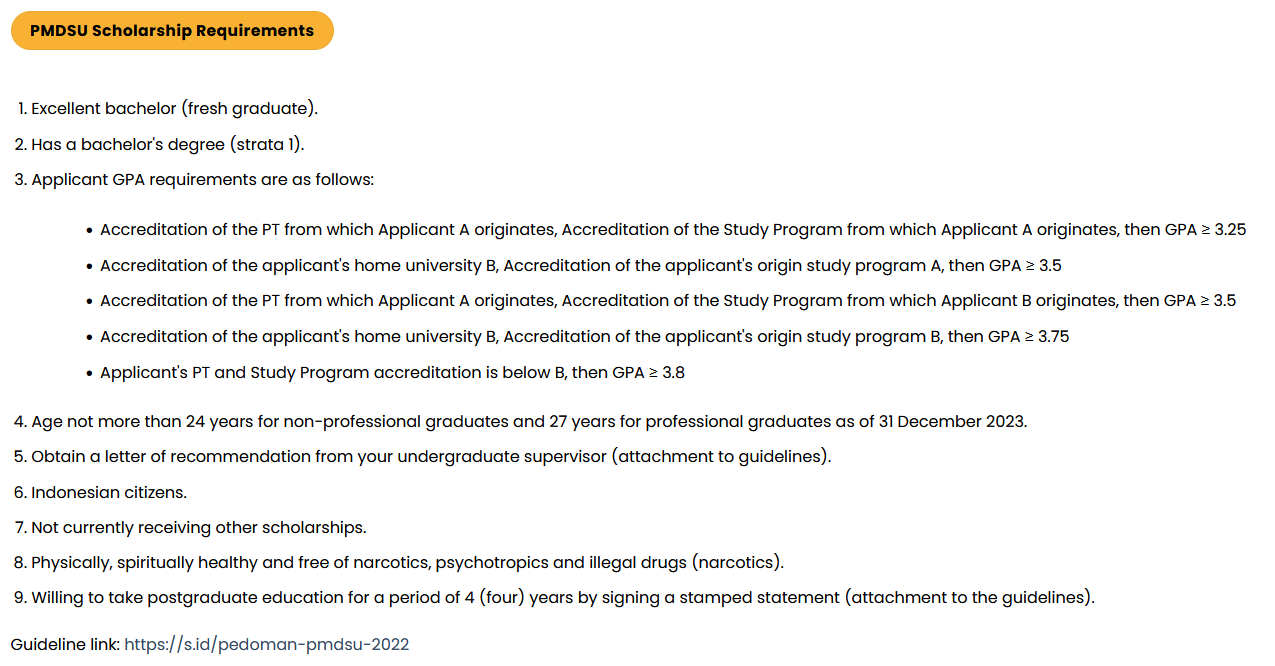 PMDSU Scholarship Requirements
1. Excellent bachelor (fresh graduate).
2. Has a bachelor's degree (strata 1).
3. Applicant GPA requirements are as follows:
• Accreditation of the PT from which Applicant A originates, Accreditation of the Study Program from which Applicant A originates, then GPA ≥ 3.25
• Accreditation of the applicant's home university B, Accreditation of the applicant's origin study program A, then GPA ≥ 3.5
• Accreditation of the PT from which Applicant A originates, Accreditation of the Study Program from which Applicant B originates, then GPA ≥ 3.5
• Accreditation of the applicant's home university B, Accreditation of the applicant's origin study program B, then GPA ≥ 3.75
• Applicant's PT and Study Program accreditation is below B, then GPA ≥ 3.8
4. Age not more than 24 years for non-professional graduates and 27 years for professional graduates as of 31 December 2023.
5. Obtain a letter of recommendation from your undergraduate supervisor (attachment to guidelines).
6. Indonesian citizens.
7. Not currently receiving other scholarships.
8. Physically, spiritually healthy and free of narcotics, psychotropics and illegal drugs (narcotics).
9. Willing to take postgraduate education for a period of 4 (four) years by signing a stamped statement (attachment to the guidelines).
Guideline link: https://s.id/pedoman-pmdsu-2022